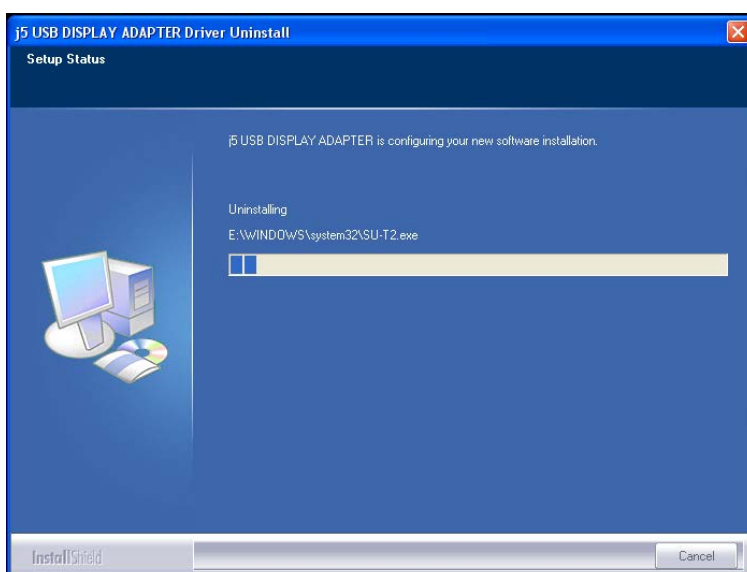 j5 USB DISPLAY ADAPTER Driver Uninstall
Setup Status
j5 USB DISPLAY ADAPTER is configuring your new software installation.
Uninstalling
E:\WINDOWS\system32\SU-T2.exe
InstallShield
Cancel